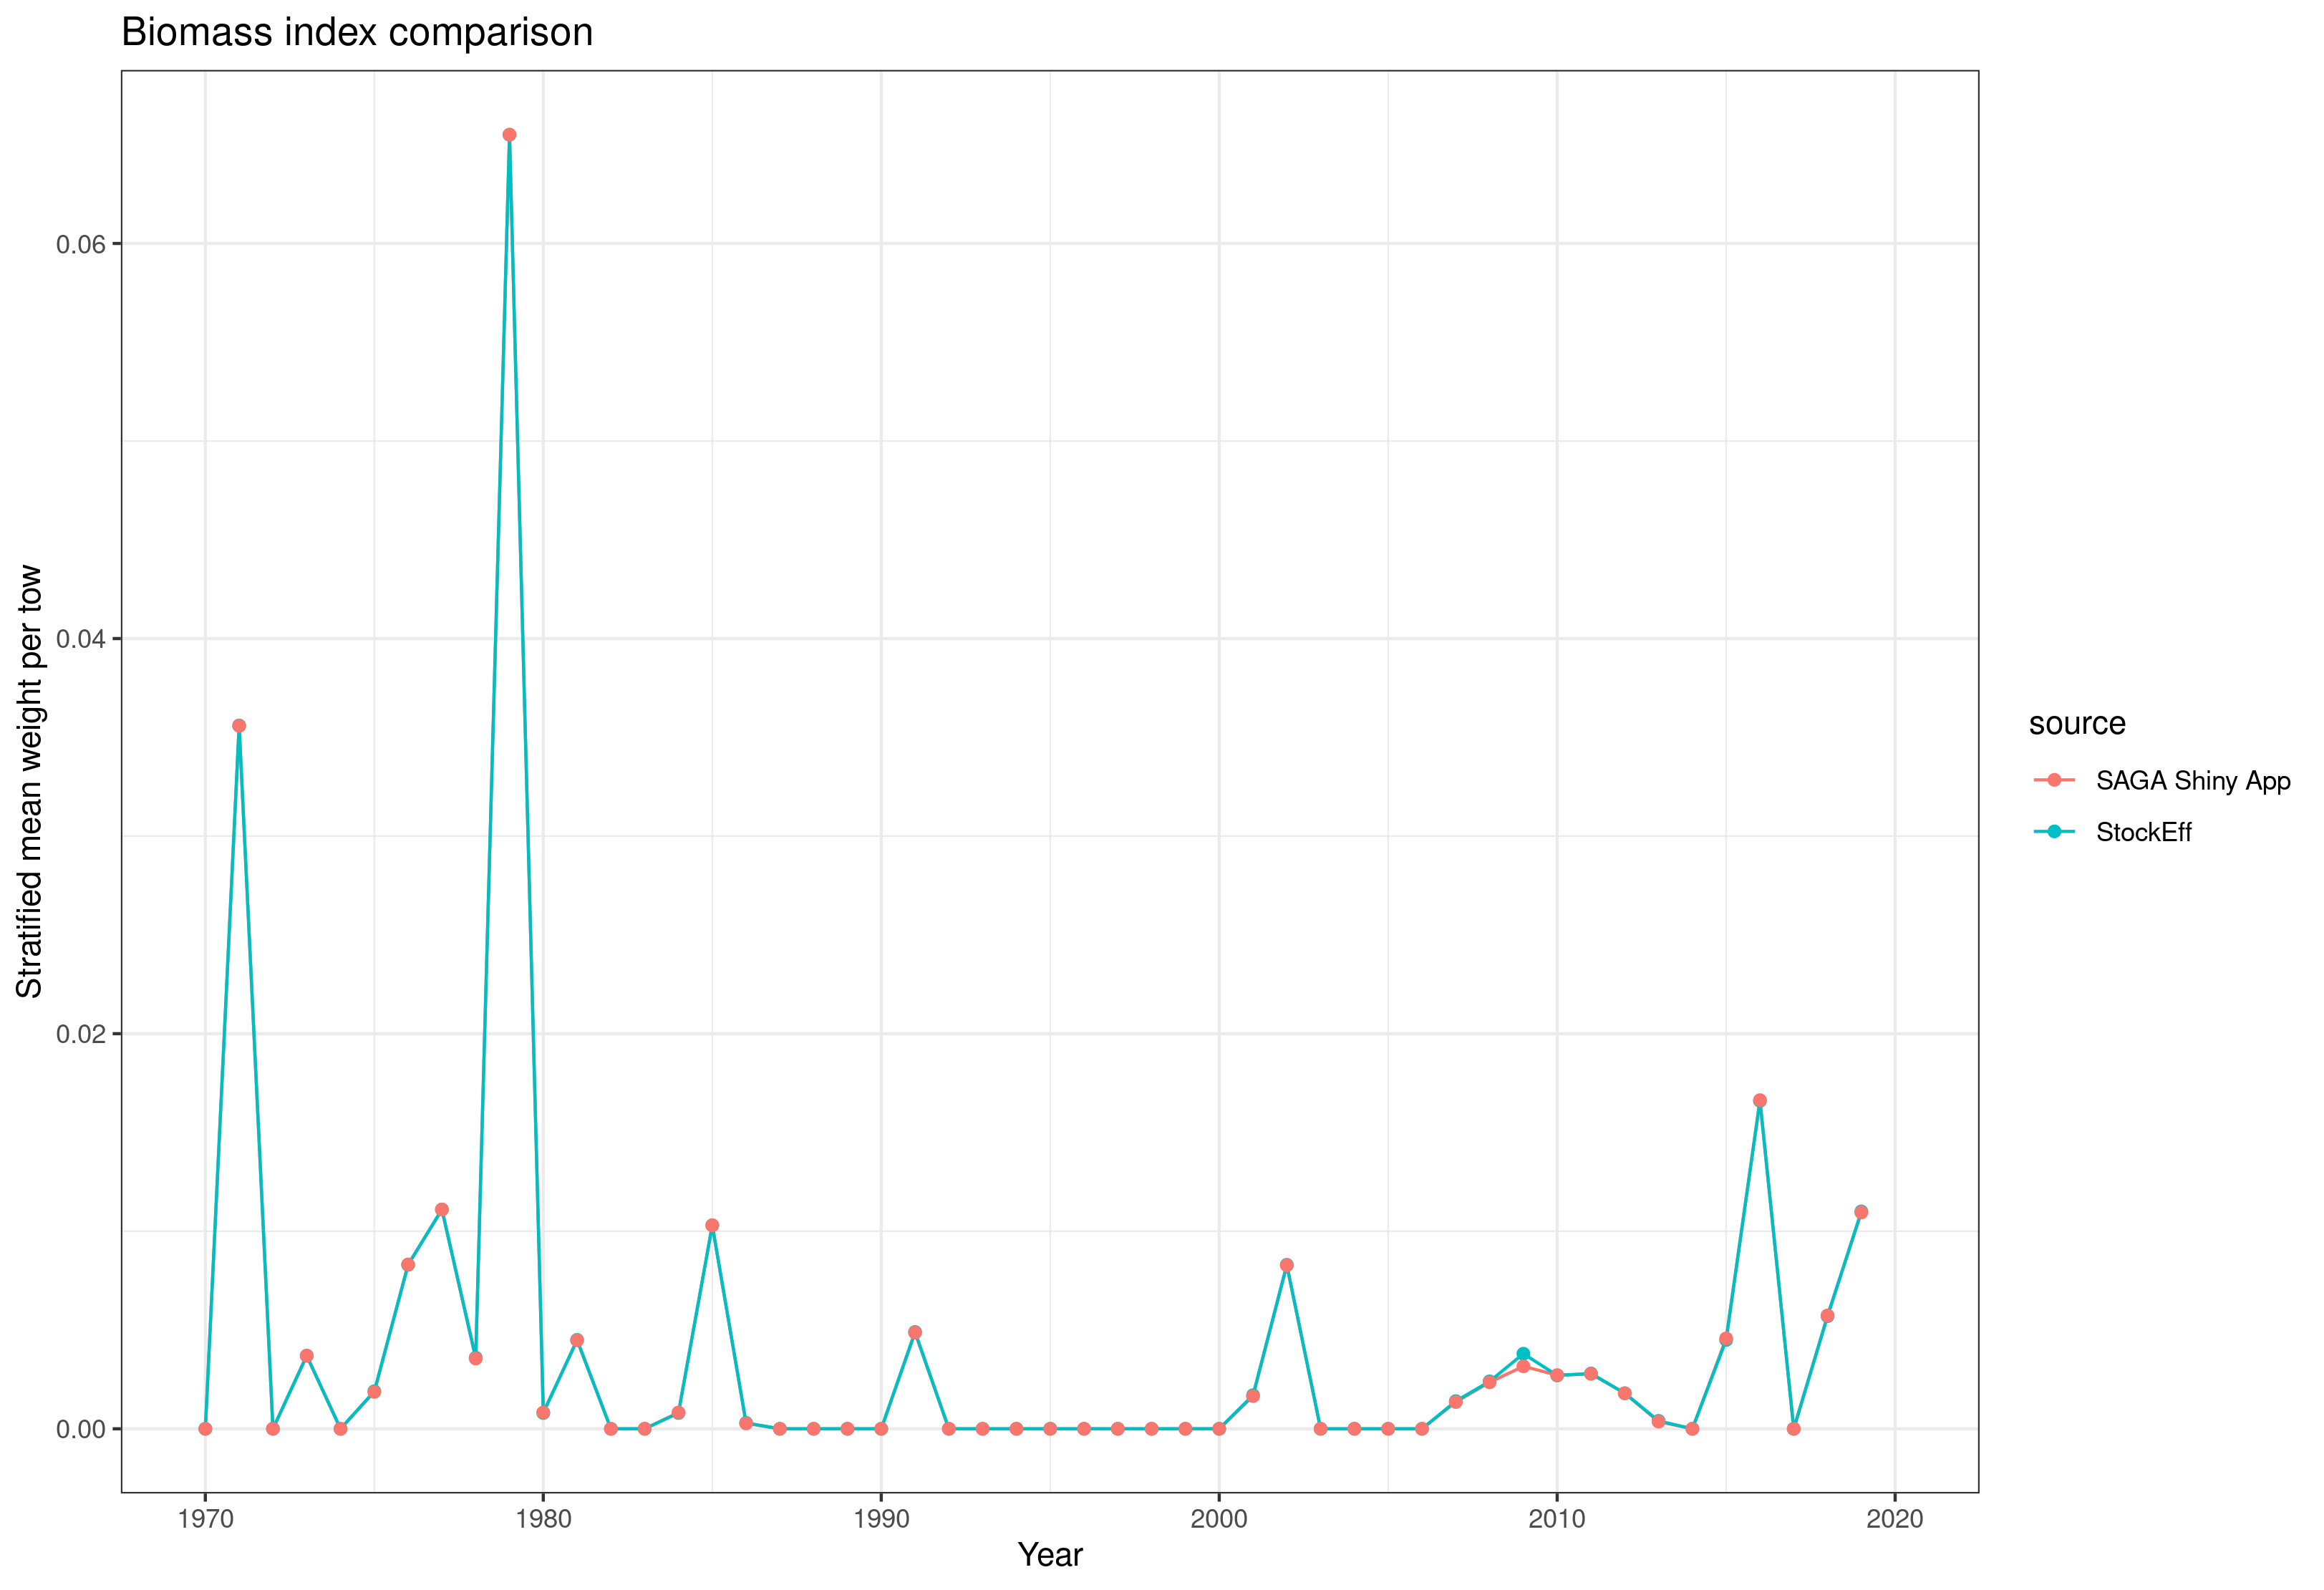 Biomass index comparison
Stratified mean weight per tow
0.06
0.04
0.02
0.00
1970 1980 1990 2000 2010 2020
Year
source
SAGA Shiny App
StockEff